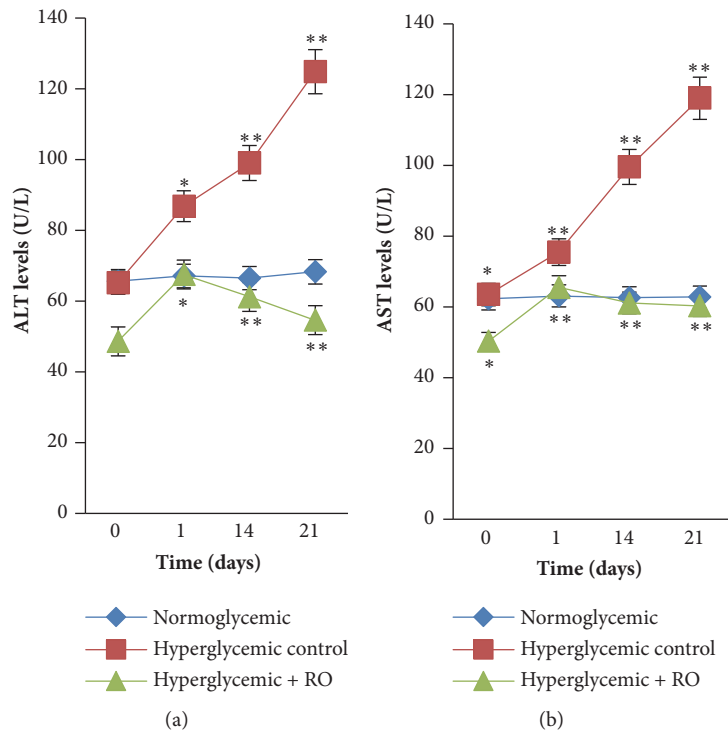 140
120
100
80
60
40
20
0
ALT levels (U/L)
*
**
**
*
**
**
0 1 14 21
Time (days)
Normoglycemic
Hyperglycemic control
Hyperglycemic + RO
(a)
140
120
100
80
60
40
20
0
AST levels (U/L)
*
**
**
**
*
**
**
**
0 1 14 21
Time (days)
Normoglycemic
Hyperglycemic control
Hyperglycemic + RO
(b)